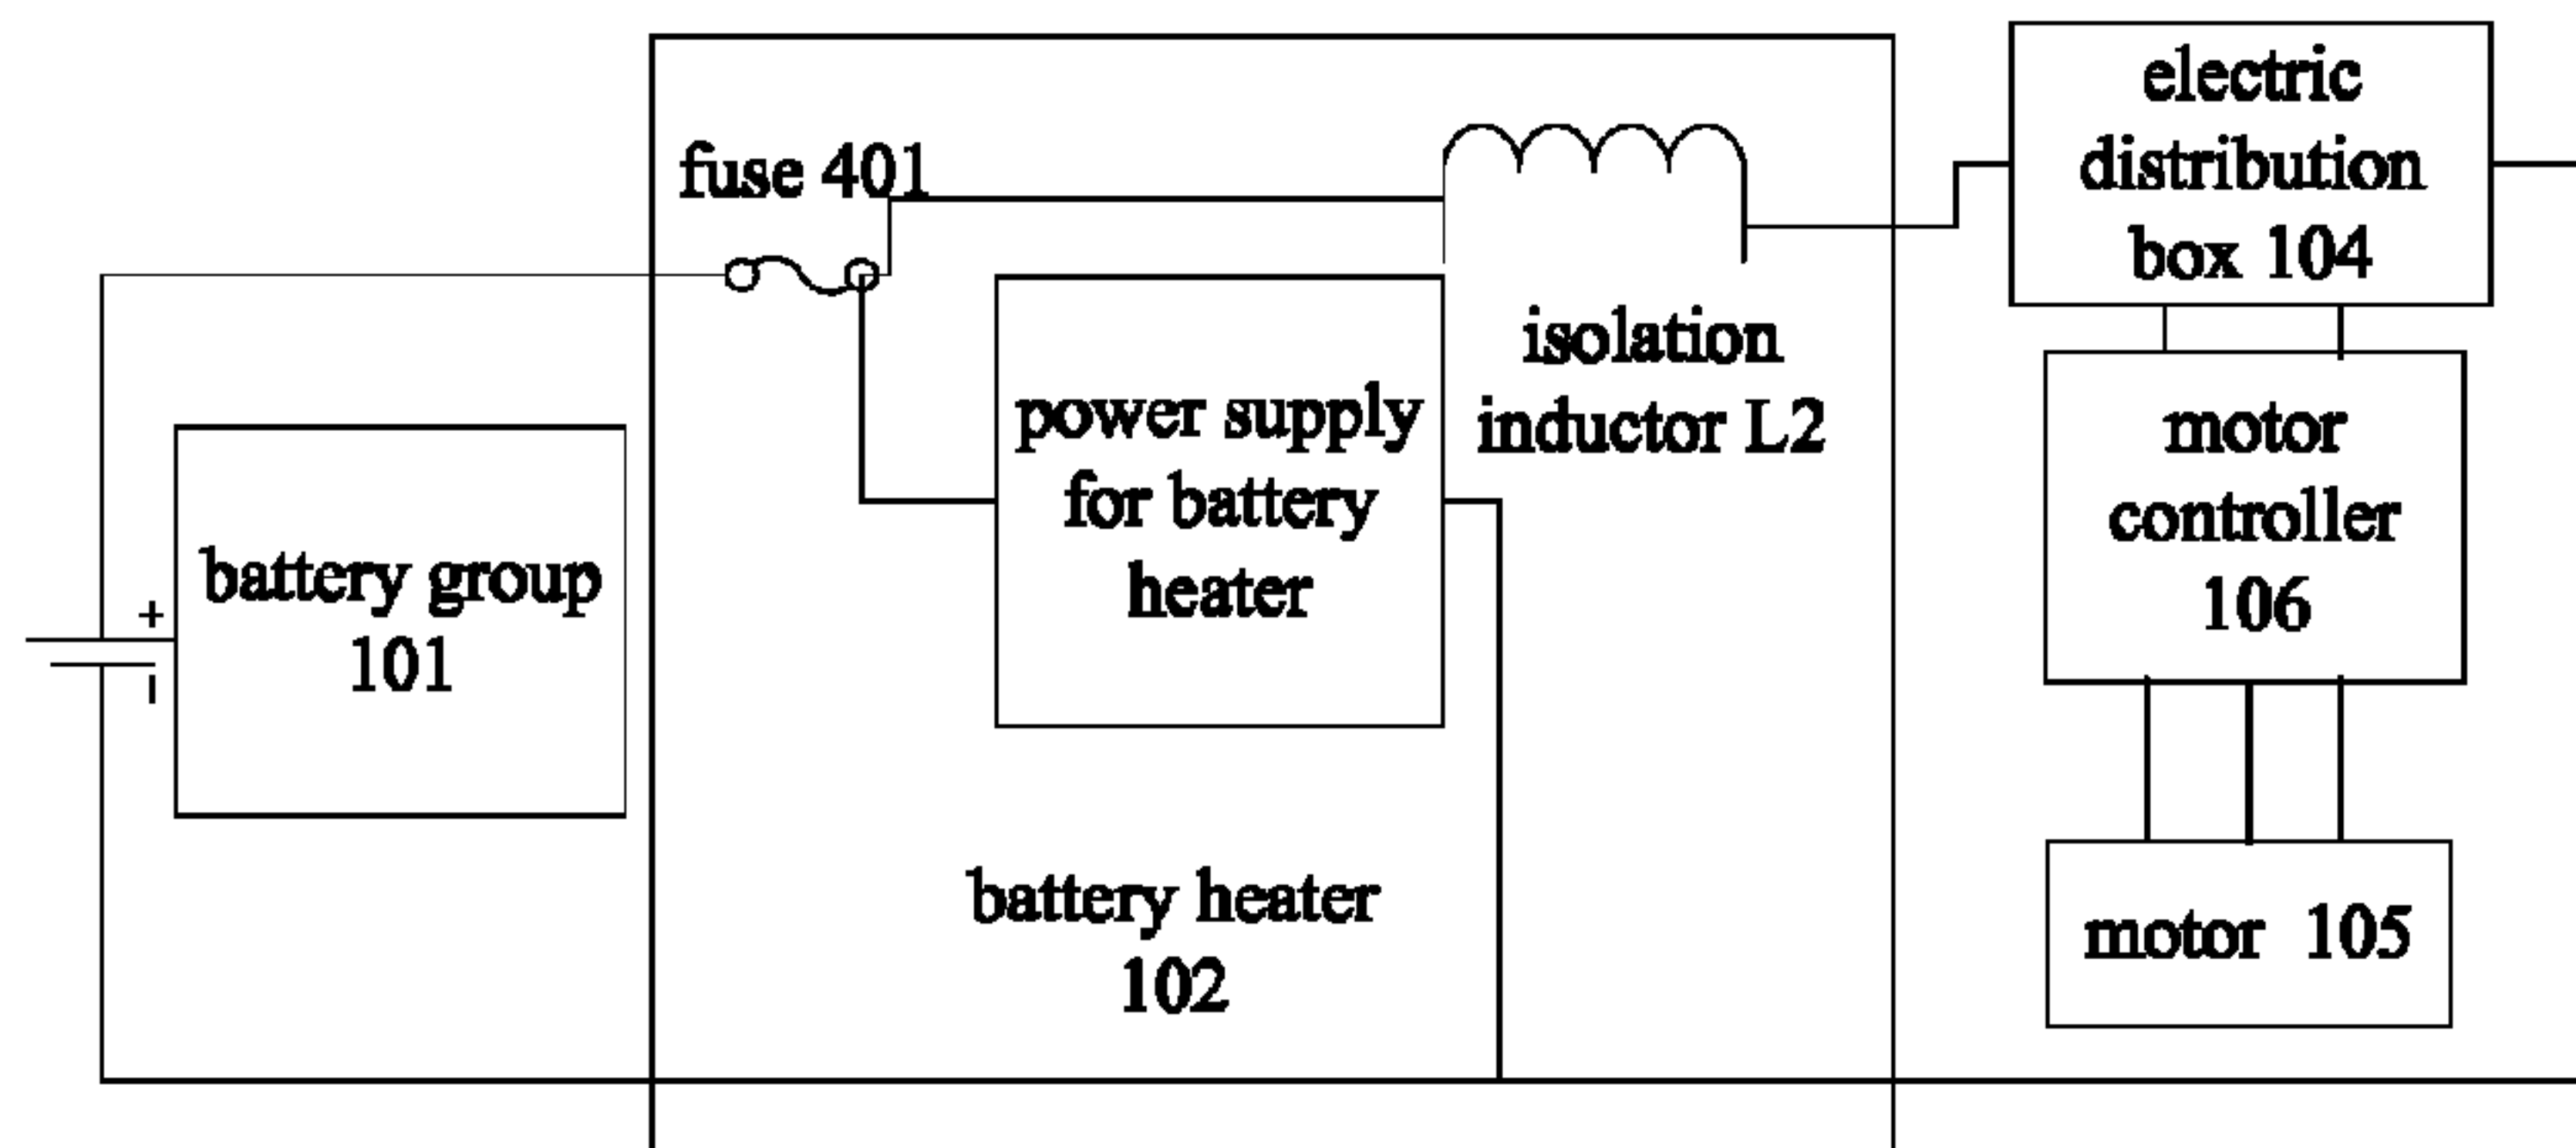 fuse 401
electric
distribution
box 104
isolation
inductor L2
power supply
for battery
heater
motor
controller
106
battery group
101
+
-
battery heater
102
motor 105